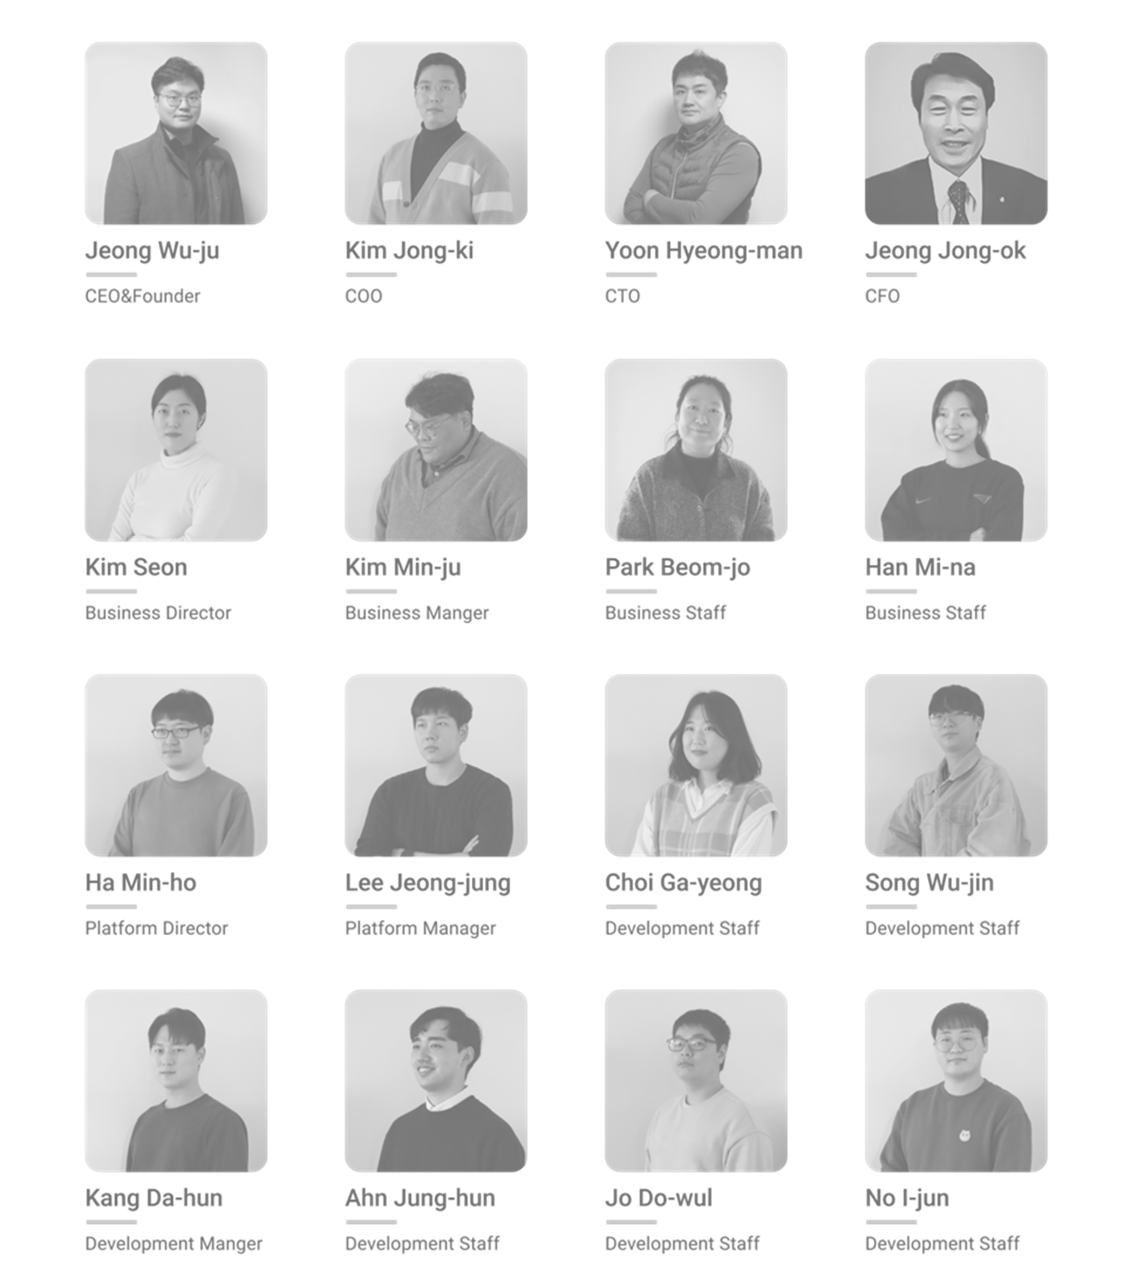 Jeong Wu-ju
CEO&Founder
Kim Jong-ki
COO
Yoon Hyeong-man
CTO
Jeong Jong-ok
CFO
Kim Seon
Business Director
Kim Min-ju
Business Manger
Park Beom-jo
Business Staff
Han Mi-na
Business Staff
Ha Min-ho
Platform Director
Lee Jeong-jung
Platform Manager
Choi Ga-yeong
Development Staff
Song Wu-jin
Development Staff
Kang Da-hun
Development Manger
Ahn Jung-hun
Development Staff
Jo Do-wul
Development Staff
No I-jun
Development Staff